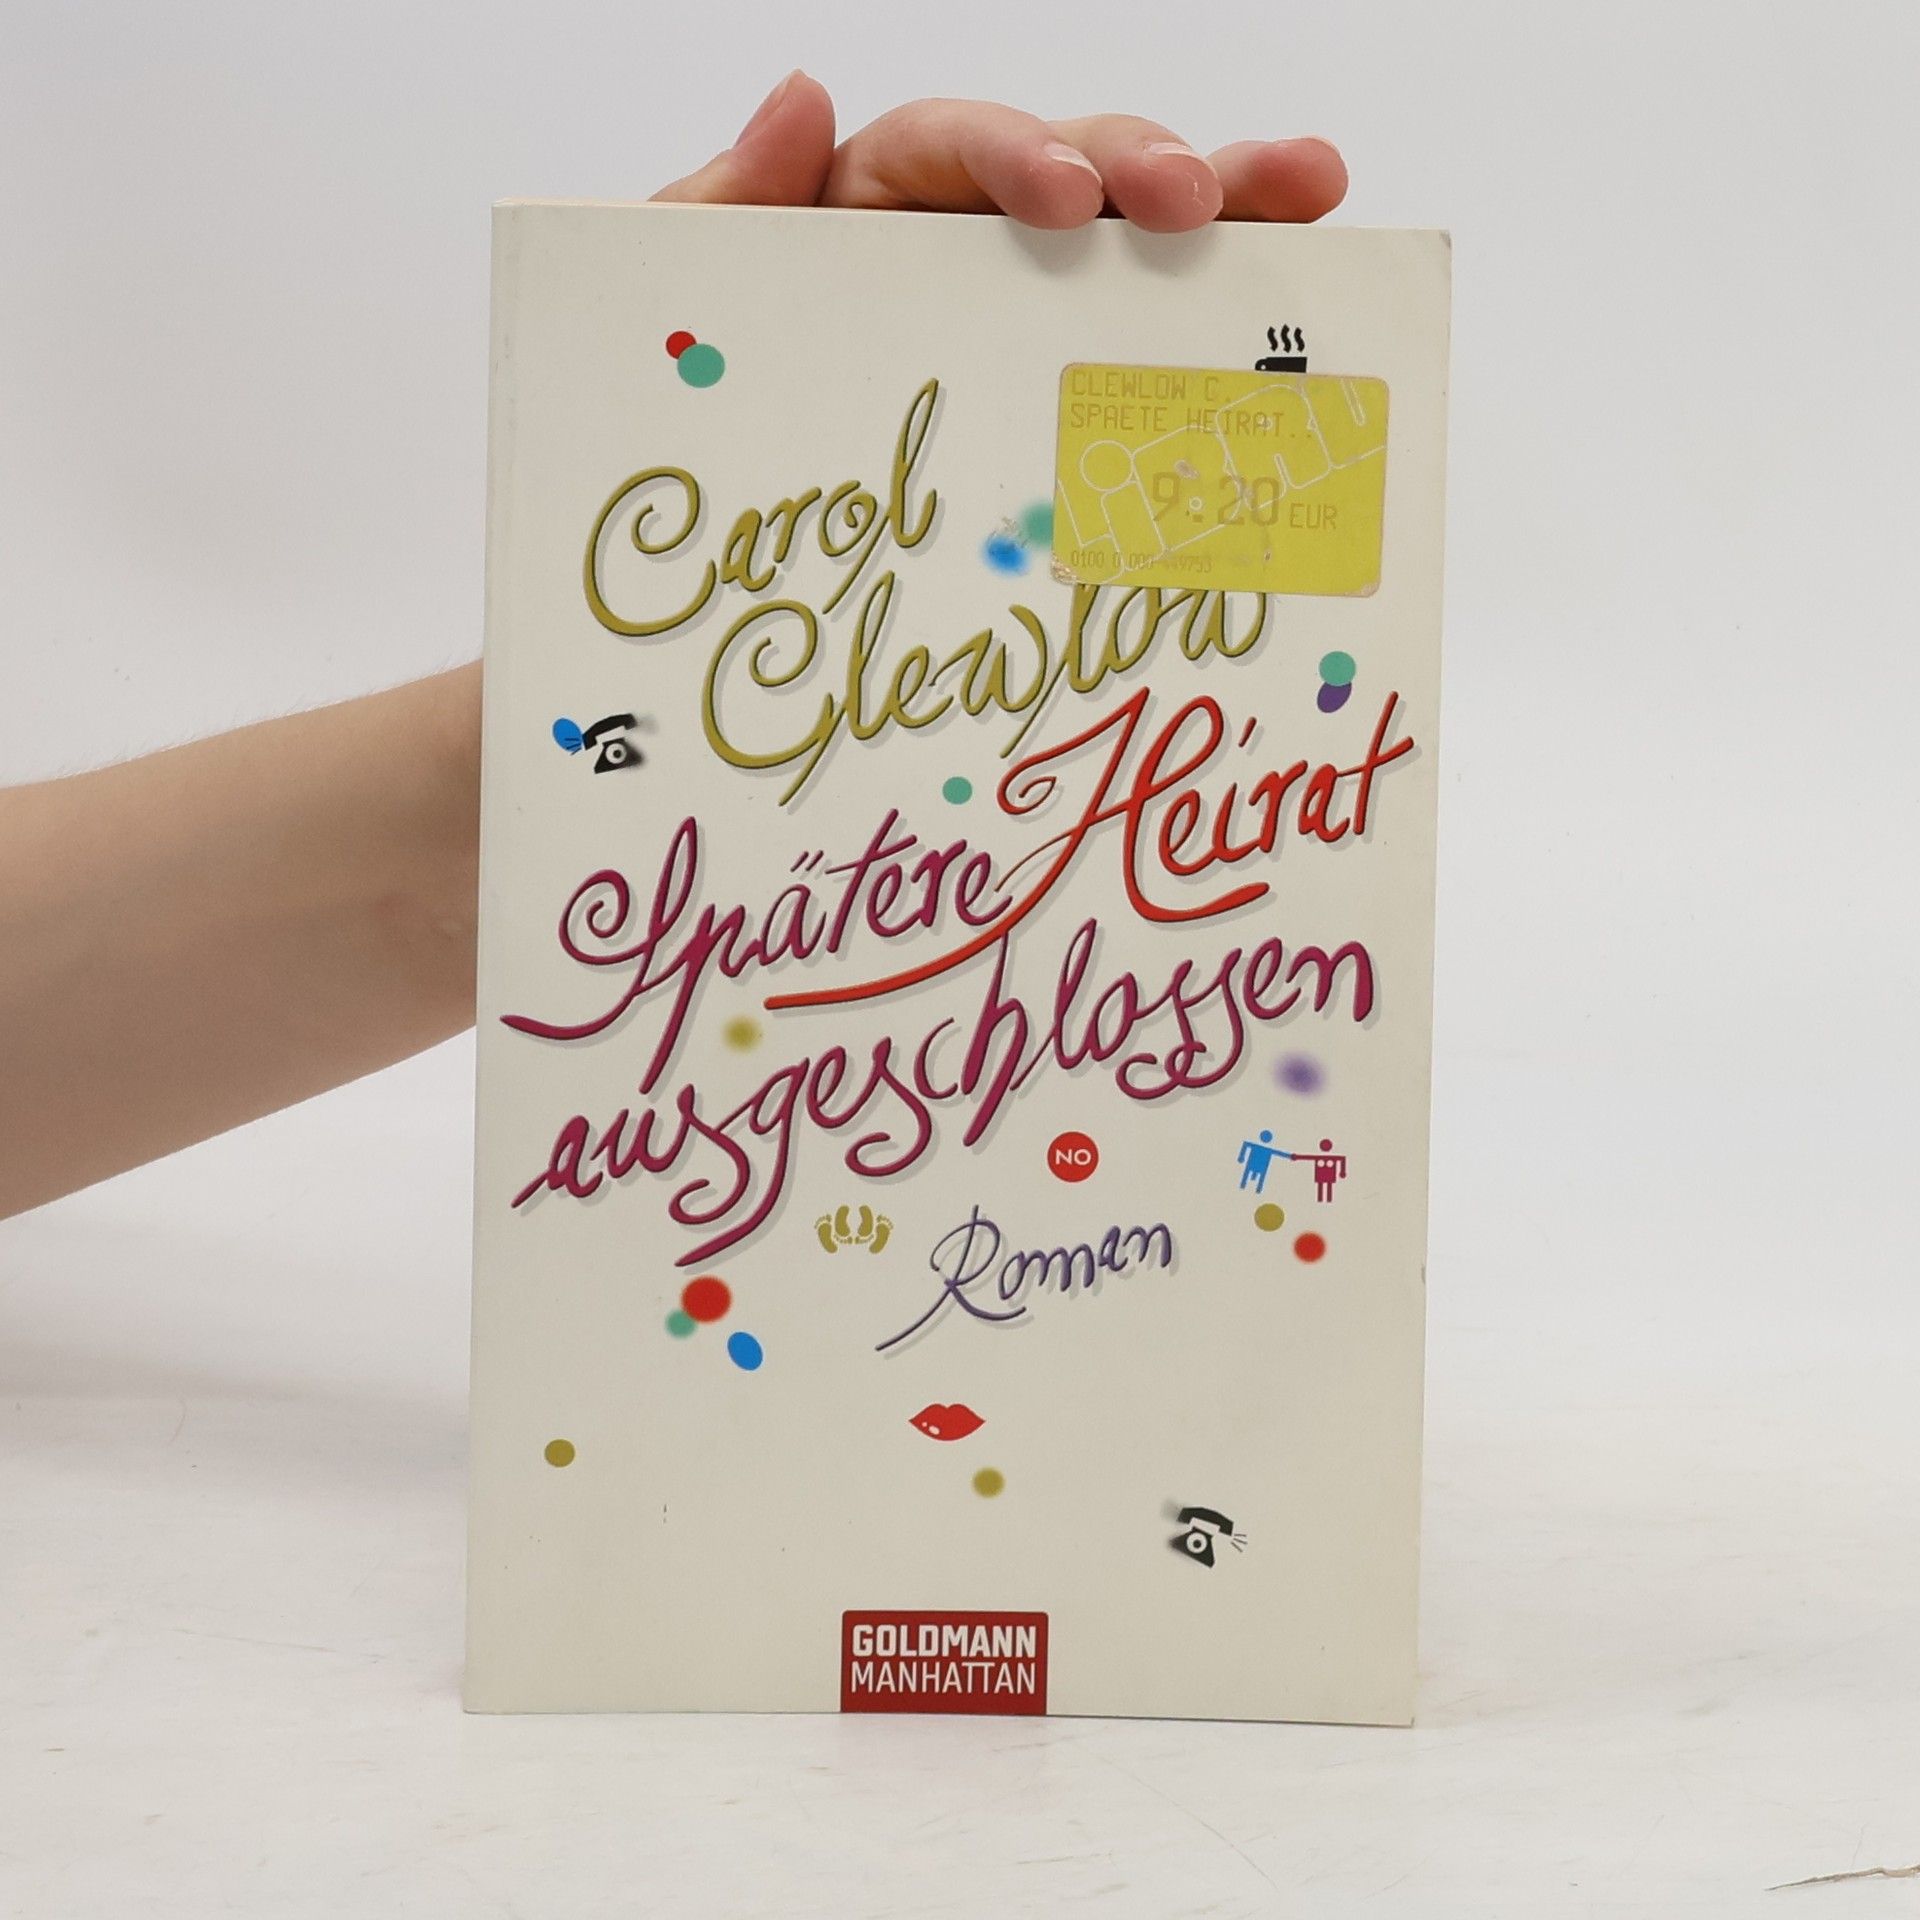 CLEWLOW C.
SPAETE HEIRAT..
9.20 EUR
Carol
Clewlow
Spätere Heirat
ausgeschlossen
NO
Roman
GOLDMANN
MANHATTAN